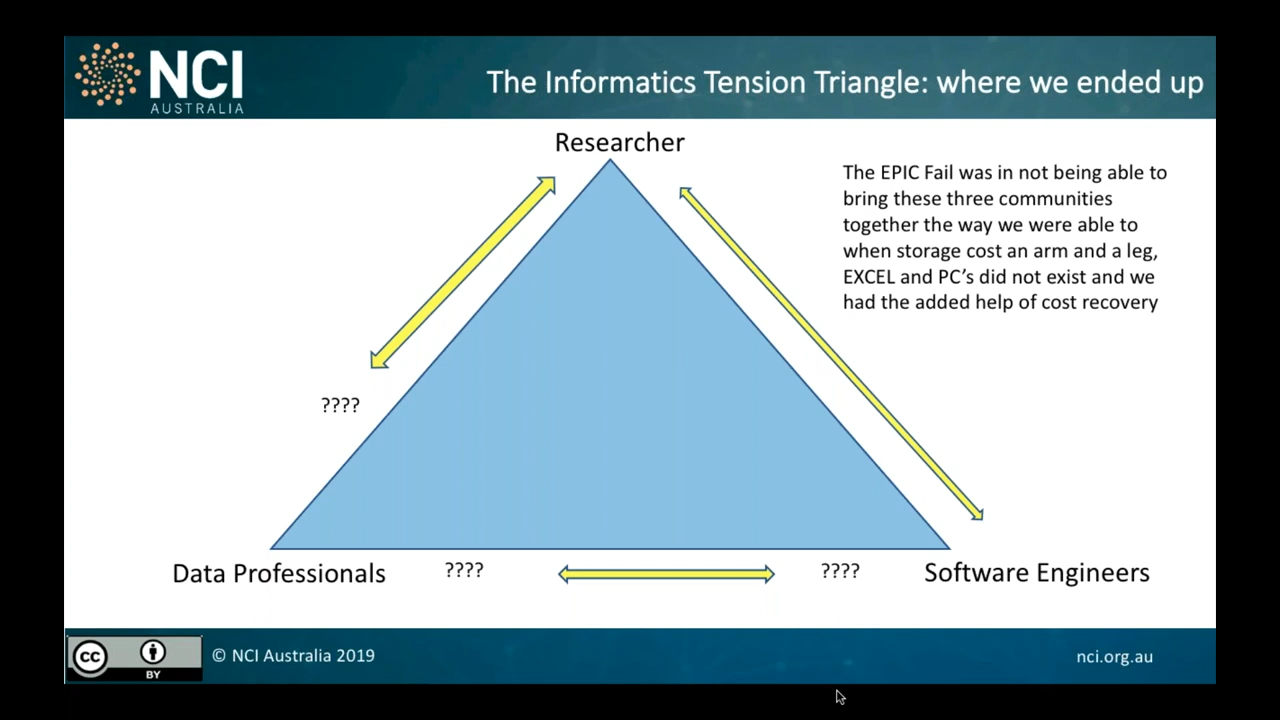 NCI
AUSTRALIA
The Informatics Tension Triangle: where we ended up
Researcher
The EPIC Fail was in not being able to
bring these three communities
together the way we were able to
when storage cost an arm and a leg,
EXCEL and PC’s did not exist and we
had the added help of cost recovery
????
Data Professionals
????
????
Software Engineers
cc
BY
© NCI Australia 2019
nci.org.au